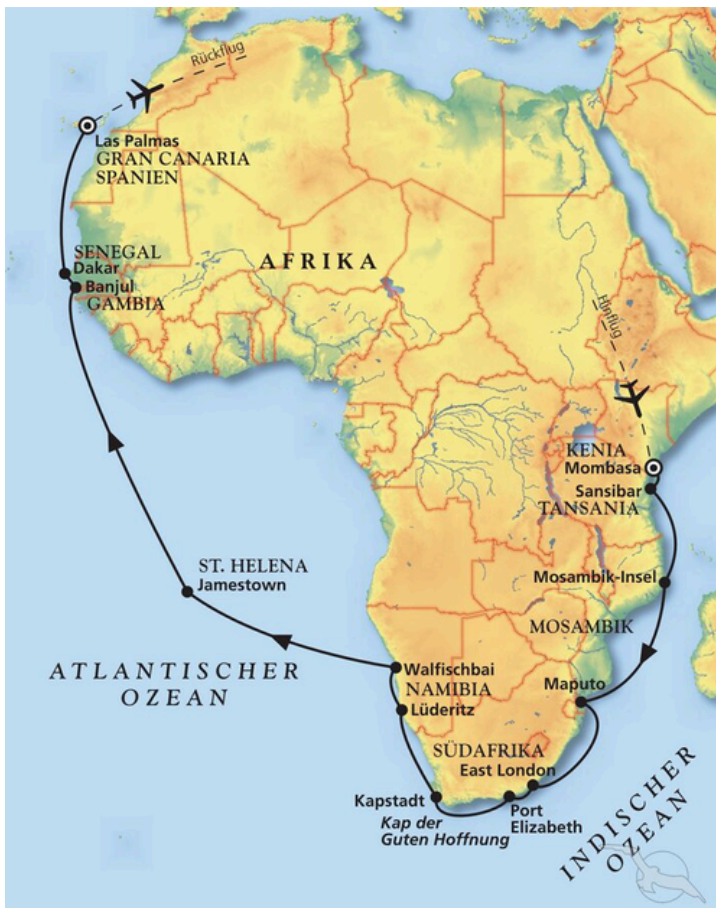 Rückflug
Las Palmas
GRAN CANARIA
SPANIEN
SENEGAL
Dakar
Banjul
GAMBIA
AFRIKA
Hinflug
KENIA
Mombasa
Sansibar
TANSANIA
ST. HELENA
Jamestown
Mosambik-Insel
MOSAMBIK
ATLANTISCHER
OZEAN
Walfischbai
NAMIBIA
Lüderitz
Maputo
SÜDAFRIKA
East London
Kapstadt
Kap der
Guten Hoffnung
Port
Elizabeth
INDISCHER
OZEAN